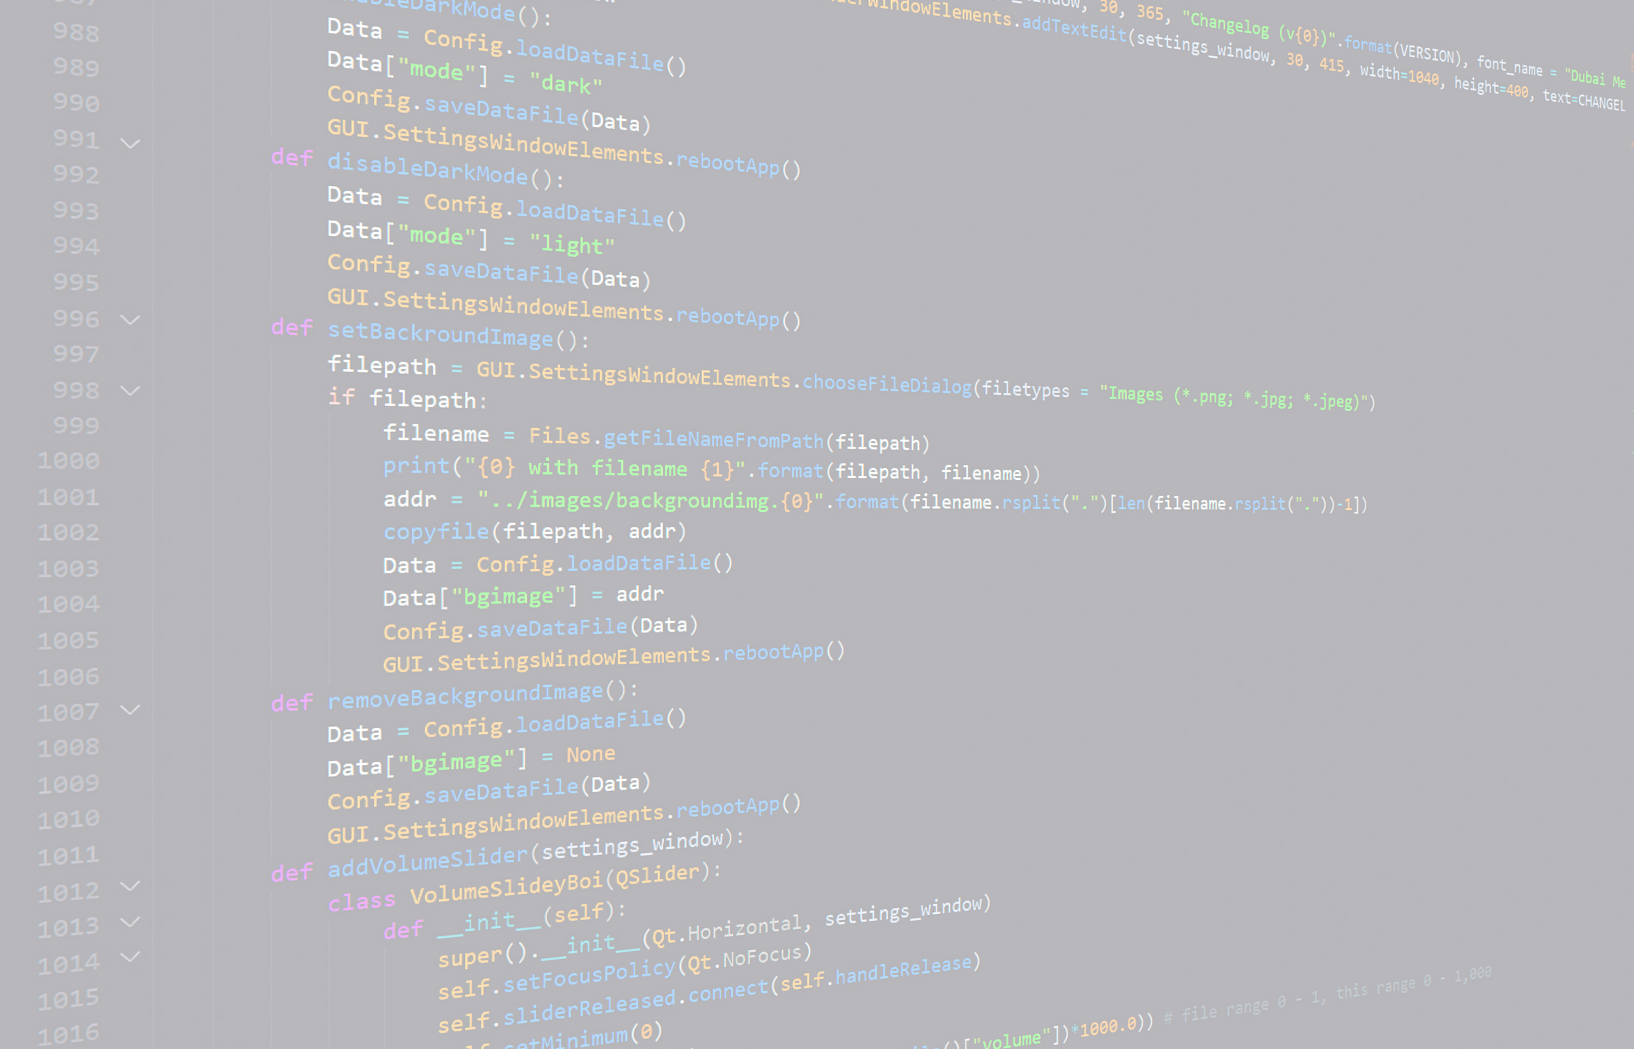 988
989
990
991
992
993
994
995
996
997
998
999
1000
1001
1002
1003
1004
1005
1006
1007
1008
1009
1010
1011
1012
1013
1014
1015
1016
DarkMode():
Data = Config.loadDataFile()
Data["mode"] = "dark"
Config.saveDataFile(Data)
GUI.SettingsWindowElements.rebootApp()
def disableDarkMode():
Data = Config.loadDataFile()
Data["mode"] = "light"
Config.saveDataFile(Data)
GUI.SettingsWindowElements.rebootApp()
def setBackroundImage():
filepath = GUI.SettingsWindowElements.chooseFileDialog(filetypes = "Images (*.png; *.jpg; *.jpeg)")
if filepath:
filename = Files.getFileNameFromPath(filepath)
print("{0} with filename {1}".format(filepath, filename))
addr = "../images/backgroundimg.{0}".format(filename.rsplit(".")[len(filename.rsplit("."))-1])
copyfile(filepath, addr)
Data = Config.loadDataFile()
Data["bgimage"] = addr
Config.saveDataFile(Data)
GUI.SettingsWindowElements.rebootApp()
def removeBackgroundImage():
Data = Config.loadDataFile()
Data["bgimage"] = None
Config.saveDataFile(Data)
GUI.SettingsWindowElements.rebootApp()
def addVolumeSlider(settings_window):
class VolumeSlideyBoi(QSlider):
def __init__(self):
super().__init__(Qt.Horizontal, settings_window)
self.setFocusPolicy(Qt.NoFocus)
self.sliderReleased.connect(self.handleRelease)
setMinimum(0)
["volume"])*1000.0)) # file range 0 - 1, this range 0 - 1,000
30, 365, "Changelog (v{0})".format(VERSION), font_name = "Dubai Me
WindowElements.addTextEdit(settings_window, 30, 415, width=1040, height=400, text=CHANGEL